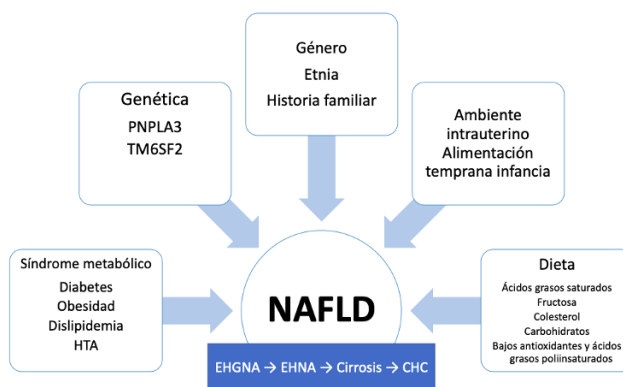 Género
Etnia
Historia familiar
Genética
PNPLA3
TM6SF2
Ambiente
intrauterino
Alimentación
temprana infancia
Síndrome metabólico
Diabetes
Obesidad
Dislipidemia
HTA
NAFLD
Dieta
Ácidos grasos saturados
Fructosa
Colesterol
Carbohidratos
Bajos antioxidantes y ácidos
grasos poliinsaturados
EHGNA → EHNA → Cirrosis → CHC